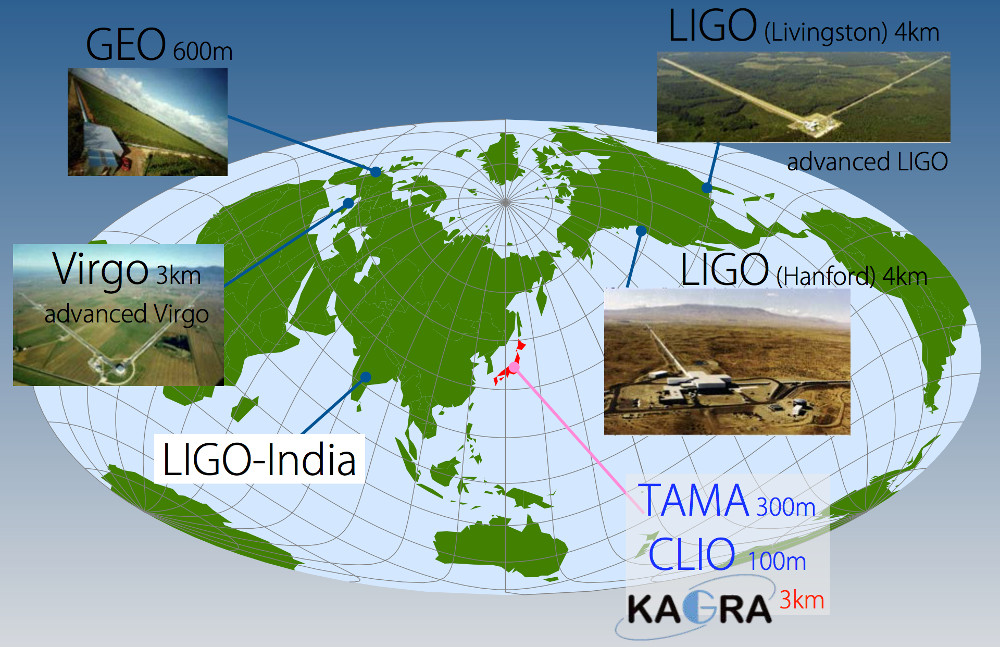 GEO 600m
LIGO (Livingston) 4km
advanced LIGO
Virgo 3km
advanced Virgo
LIGO (Hanford) 4km
LIGO-India
TAMA 300m
CLIO 100m
KAGRA 3km